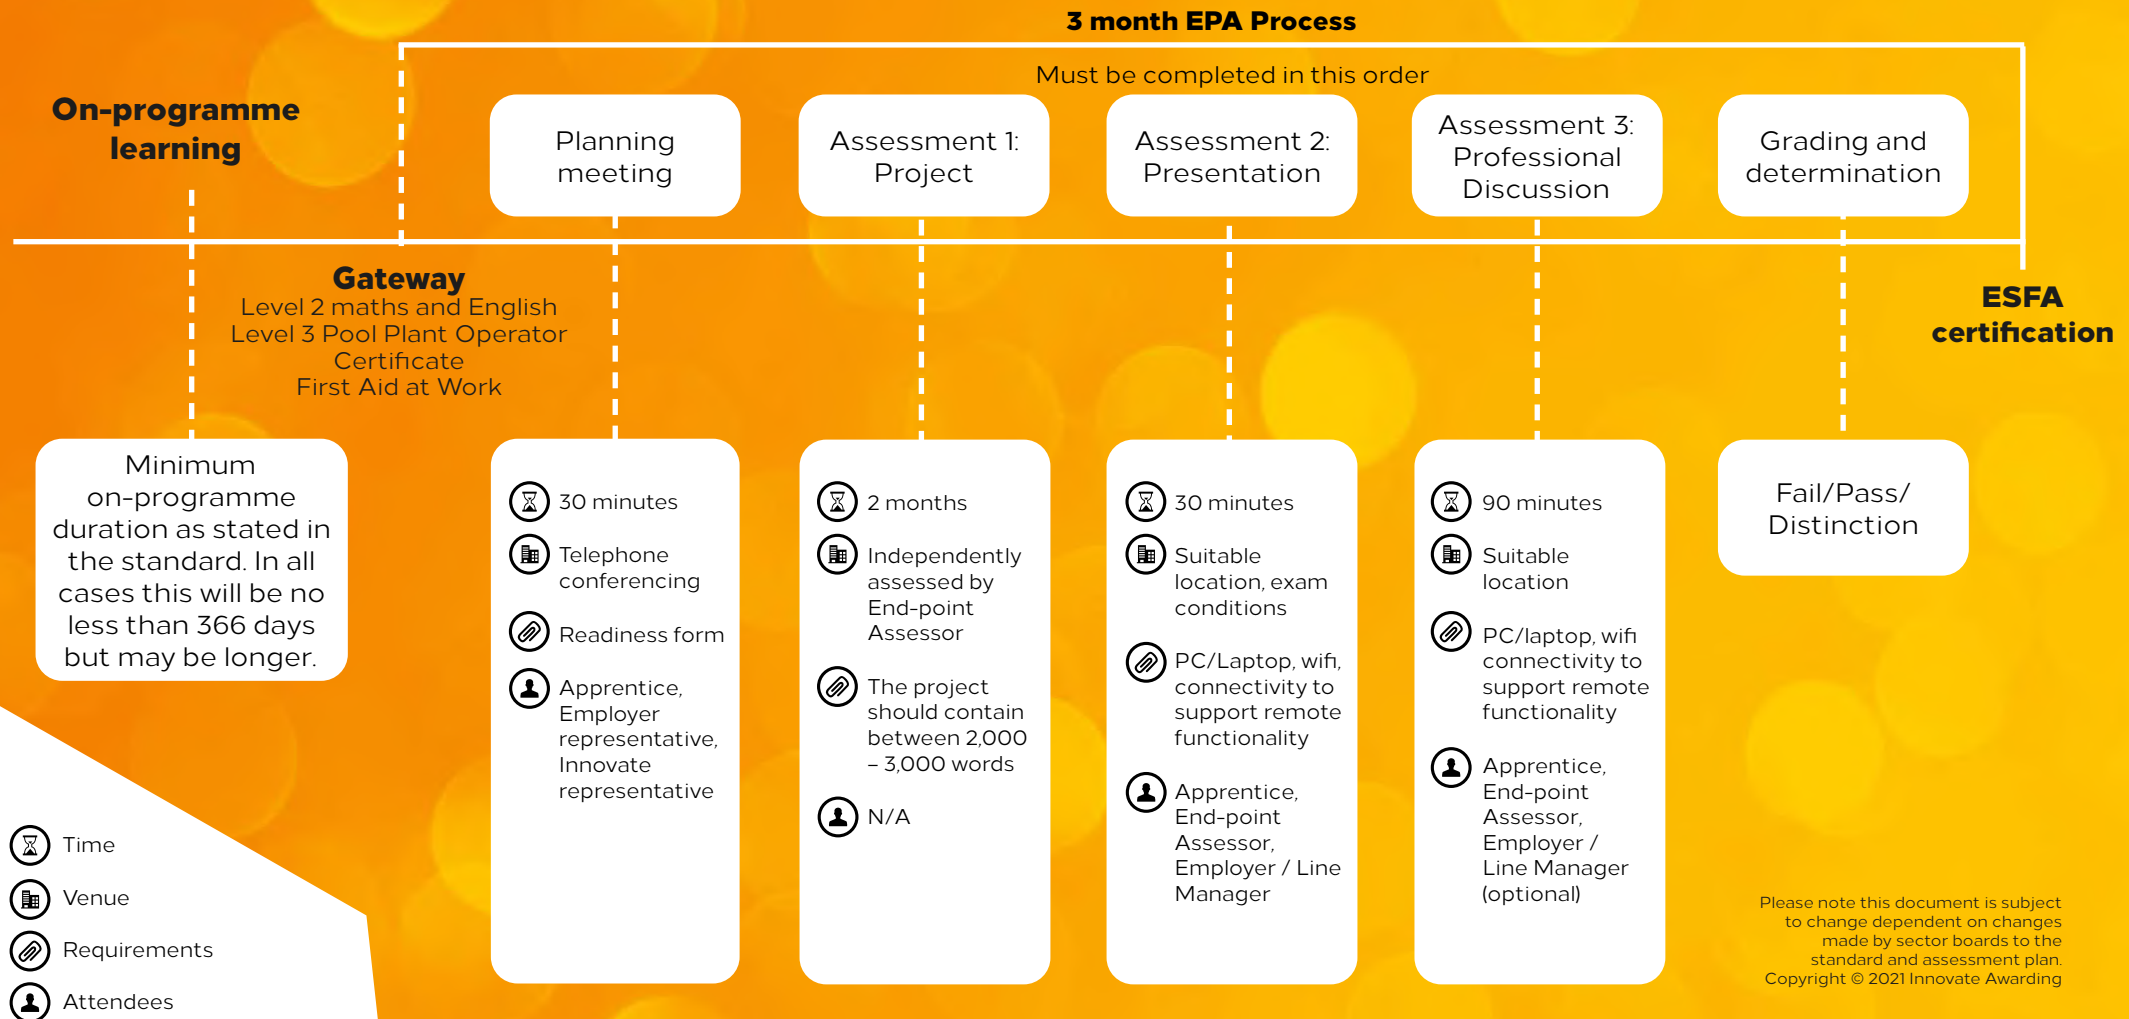 3 month EPA Process
Must be completed in this order
On-programme
learning
Planning
meeting
Assessment 1:
Project
Assessment 2:
Presentation
Assessment 3:
Professional
Discussion
Grading and
determination
Gateway
Level 2 maths and English
Level 3 Pool Plant Operator
Certificate
First Aid at Work
ESFA
certification
Minimum
on-programme
duration as stated in
the standard. In all
cases this will be no
less than 366 days
but may be longer.
30 minutes
Telephone
conferencing
Readiness form
Apprentice,
Employer
representative,
Innovate
representative
2 months
Independently
assessed by
End-point
Assessor
The project
should contain
between 2,000
– 3,000 words
N/A
30 minutes
Suitable
location, exam
conditions
PC/Laptop, wifi,
connectivity to
support remote
functionality
Apprentice,
End-point
Assessor,
Employer / Line
Manager
90 minutes
Suitable
location
PC/laptop, wifi
connectivity to
support remote
functionality
Apprentice,
End-point
Assessor,
Employer /
Line Manager
(optional)
Fail/Pass/
Distinction
Time
Venue
Requirements
Attendees
Please note this document is subject
to change dependent on changes
made by sector boards to the
standard and assessment plan.
Copyright © 2021 Innovate Awarding